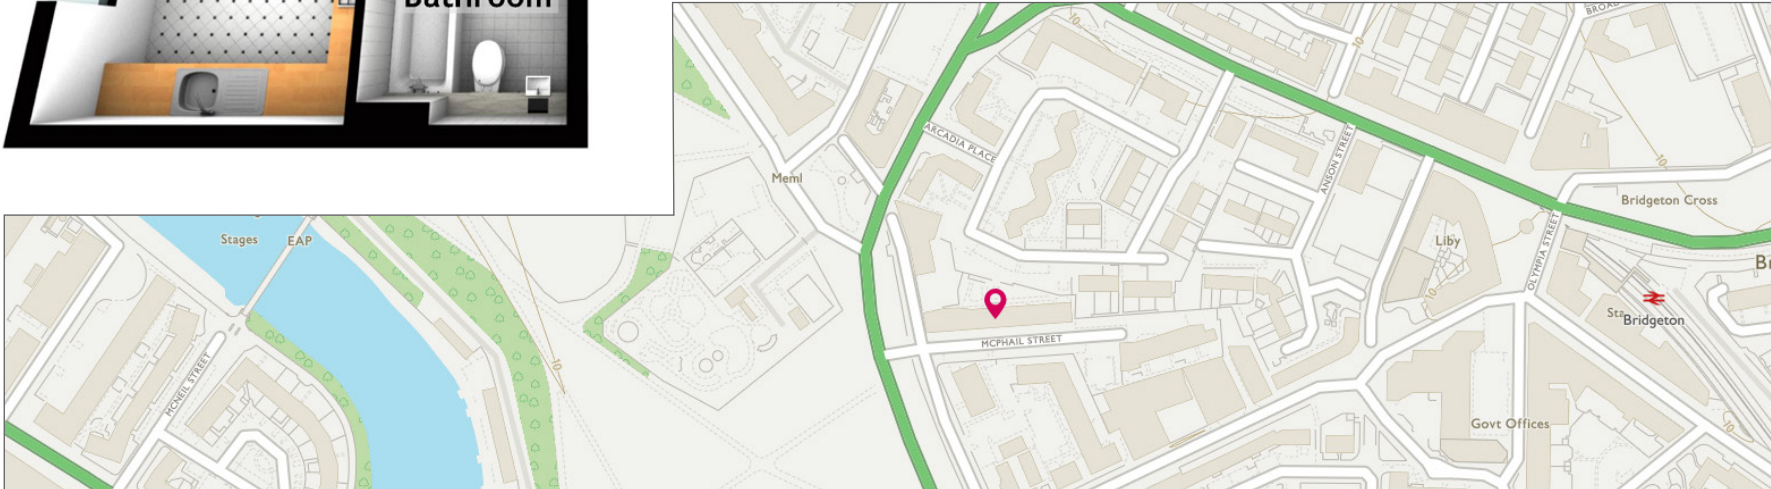 Bathroom
10
10
BROAD
ARCADIA PLACE
Meml
ANSON STREET
10
Bridgeton Cross
Stages
EAP
Liby
OLYMPIA STREET
10
Sta
Bridgeton
MCPHAIL STREET
10
MCNEIL STREET
Govt Offices
10